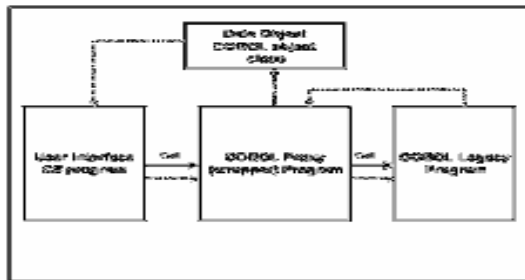 Data Object
COBOL object
class
User Interface
C# program
Call
COBOL Proxy
(wrapper) Program
Call
COBOL Legacy
Program